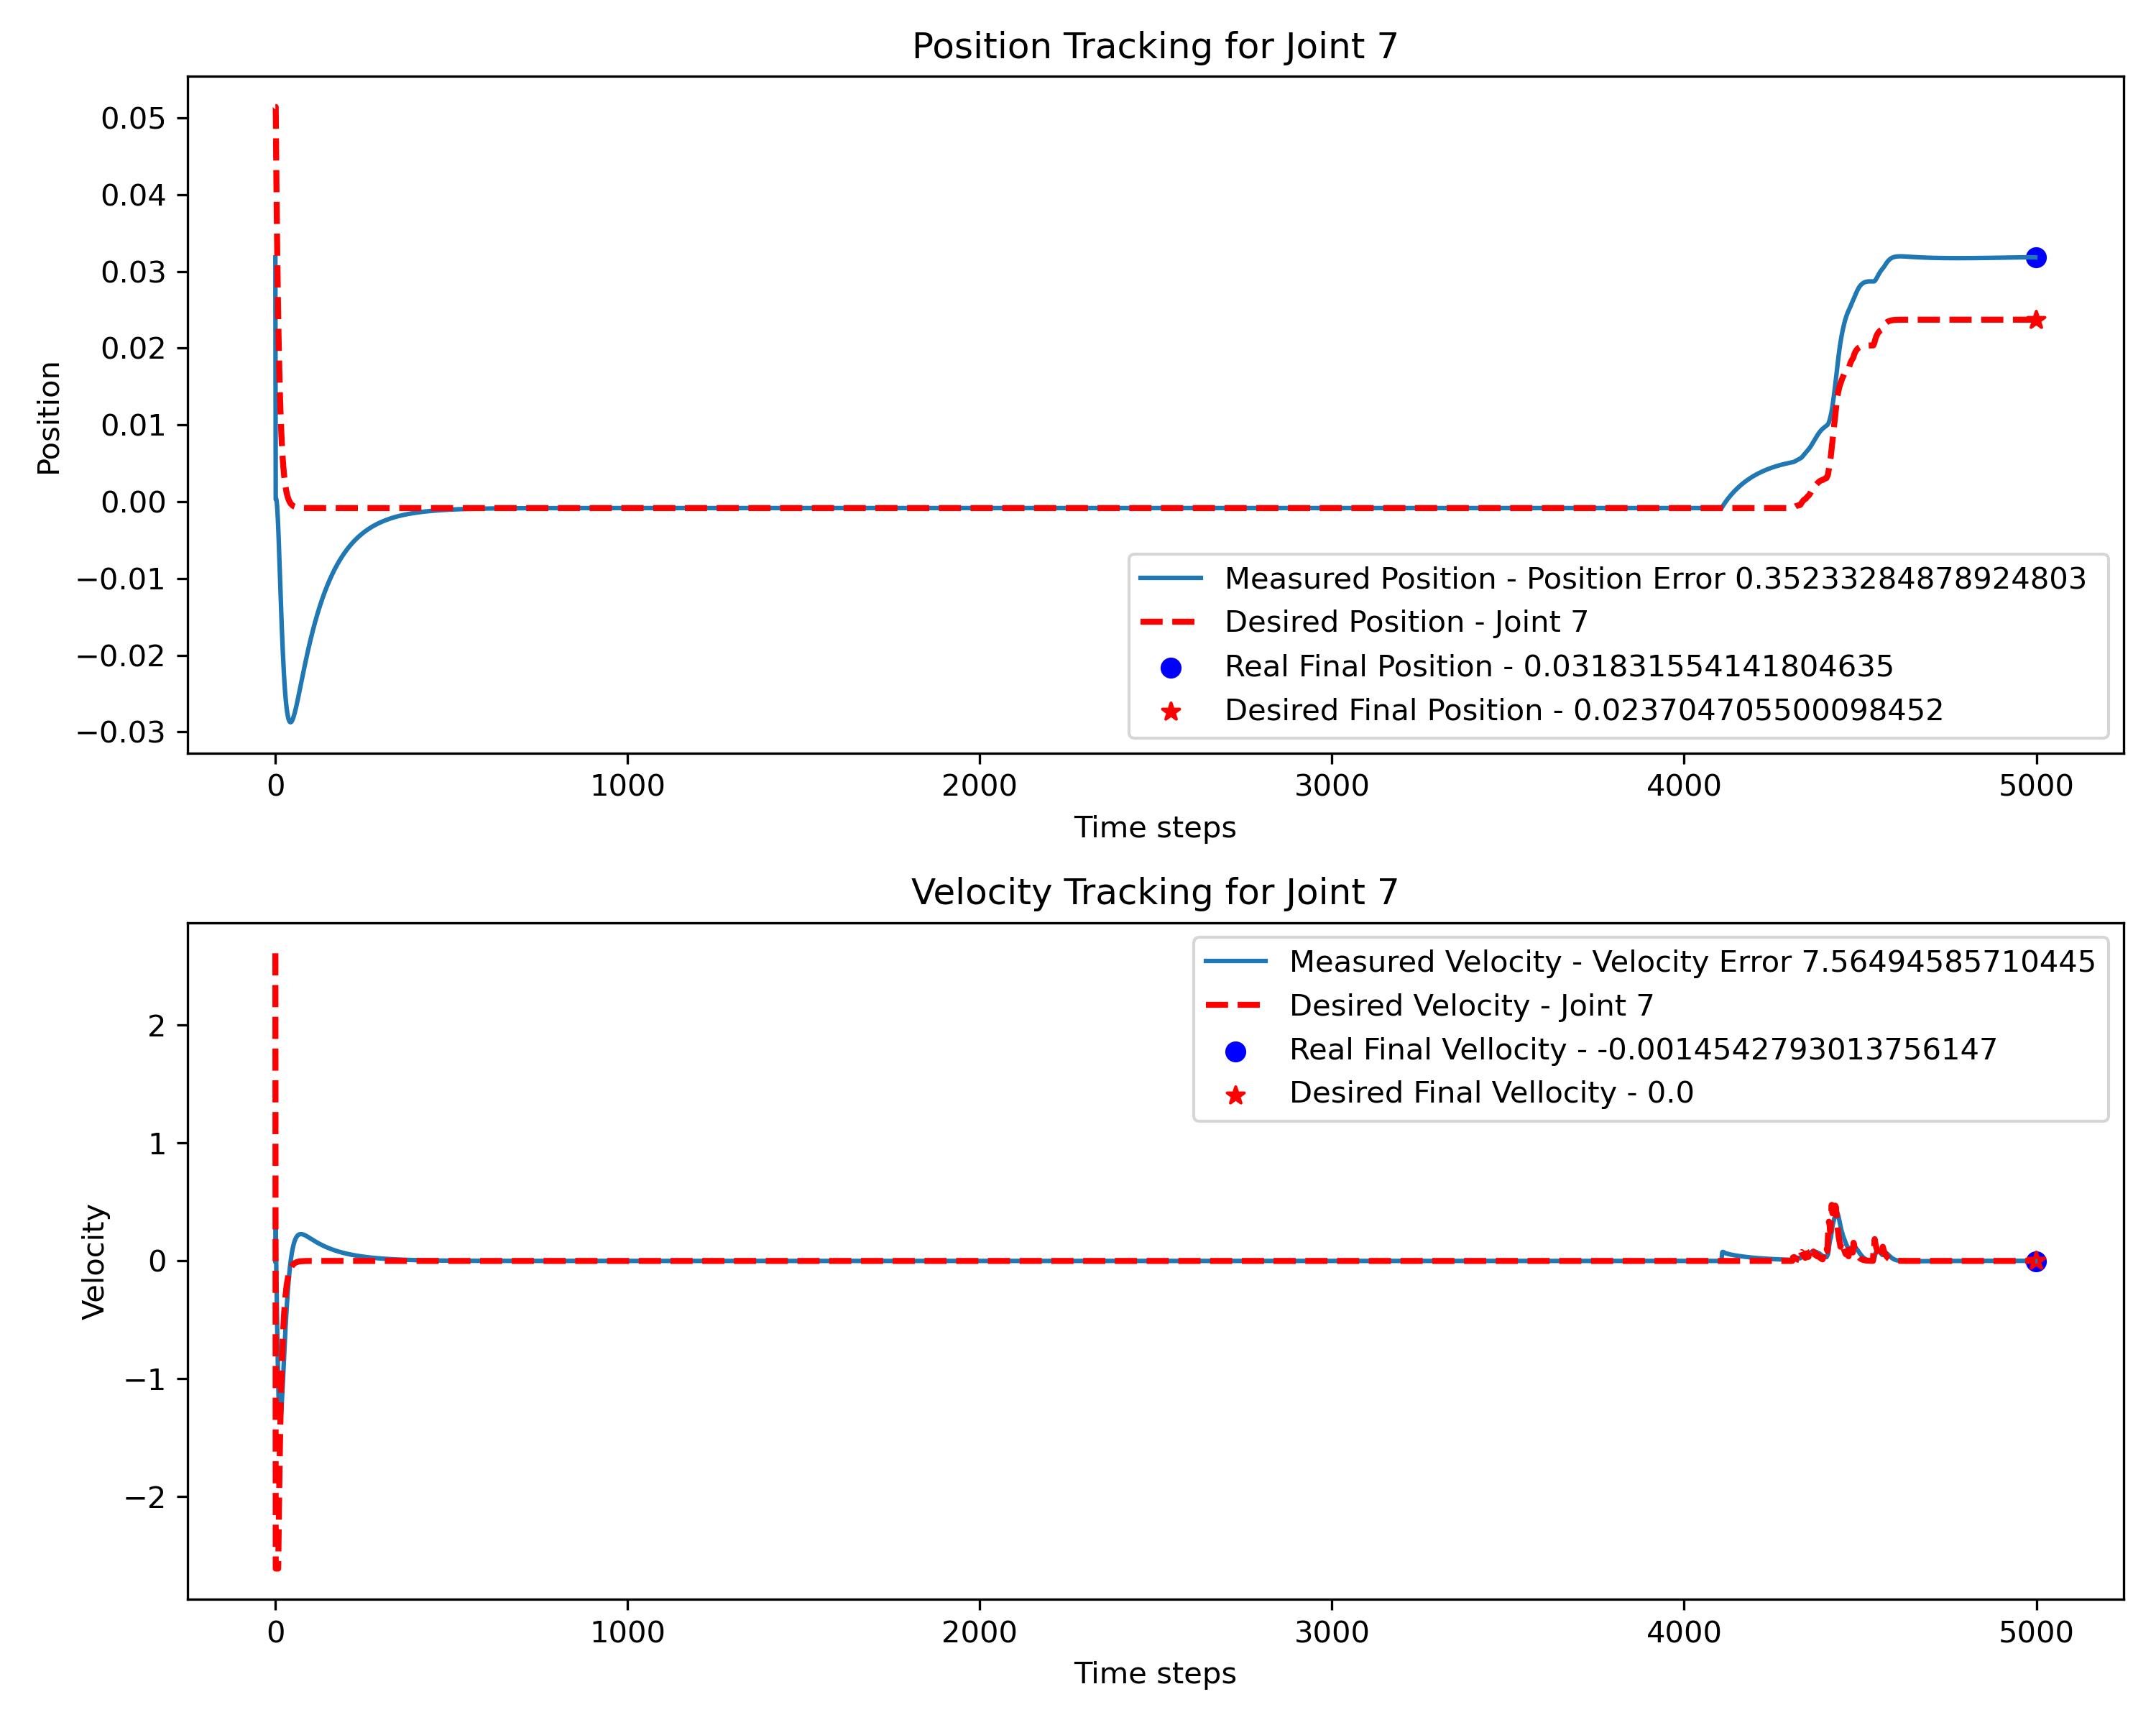 Position Tracking for Joint 7
0.05
0.04
0.03
0.02
0.01
0.00
−0.01
−0.02
−0.03
Position
Measured Position - Position Error 0.35233284878924803
Desired Position - Joint 7
Real Final Position - 0.031831554141804635
Desired Final Position - 0.023704705500098452
0 1000 2000 3000 4000 5000
Time steps
Velocity Tracking for Joint 7
2
1
0
−1
−2
Velocity
Measured Velocity - Velocity Error 7.56494585710445
Desired Velocity - Joint 7
Real Final Vellocity - -0.0014542793013756147
Desired Final Vellocity - 0.0
0 1000 2000 3000 4000 5000
Time steps